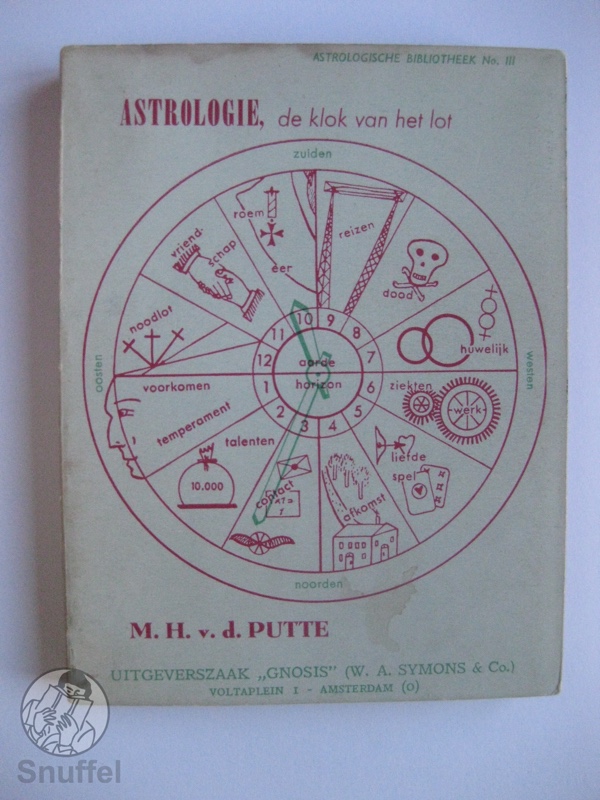 ASTROLOGISCHE BIBLIOTHEEK No. III
ASTROLOGIE, de klok van het lot
zuiden
roem
eer
reizen
vriend-
schap
dood
noodlot
huwelijk
oosten
westen
10 9
11 8
12 aarde 7
1 horizon 6
2 5
3 4
voorkomen
temperament
ziekten
werk
talenten
10.000
contact
liefde
spel
afkomst
noorden
M. H. v. d. PUTTE
UITGEVERSZAAK „GNOSIS” (W. A. SYMONS & Co.)
VOLTAPLEIN 1 - AMSTERDAM (O)
Snuffel